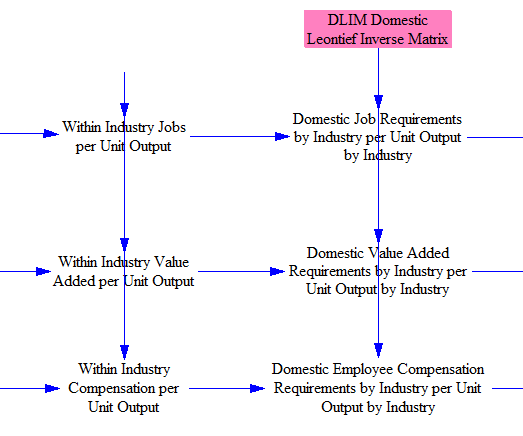 DLIM Domestic
Leontief Inverse Matrix
Within Industry Jobs
per Unit Output
Domestic Job Requirements
by Industry per Unit Output
by Industry
Within Industry Value
Added per Unit Output
Domestic Value Added
Requirements by Industry per
Unit Output by Industry
Within Industry
Compensation per
Unit Output
Domestic Employee Compensation
Requirements by Industry per Unit
Output by Industry